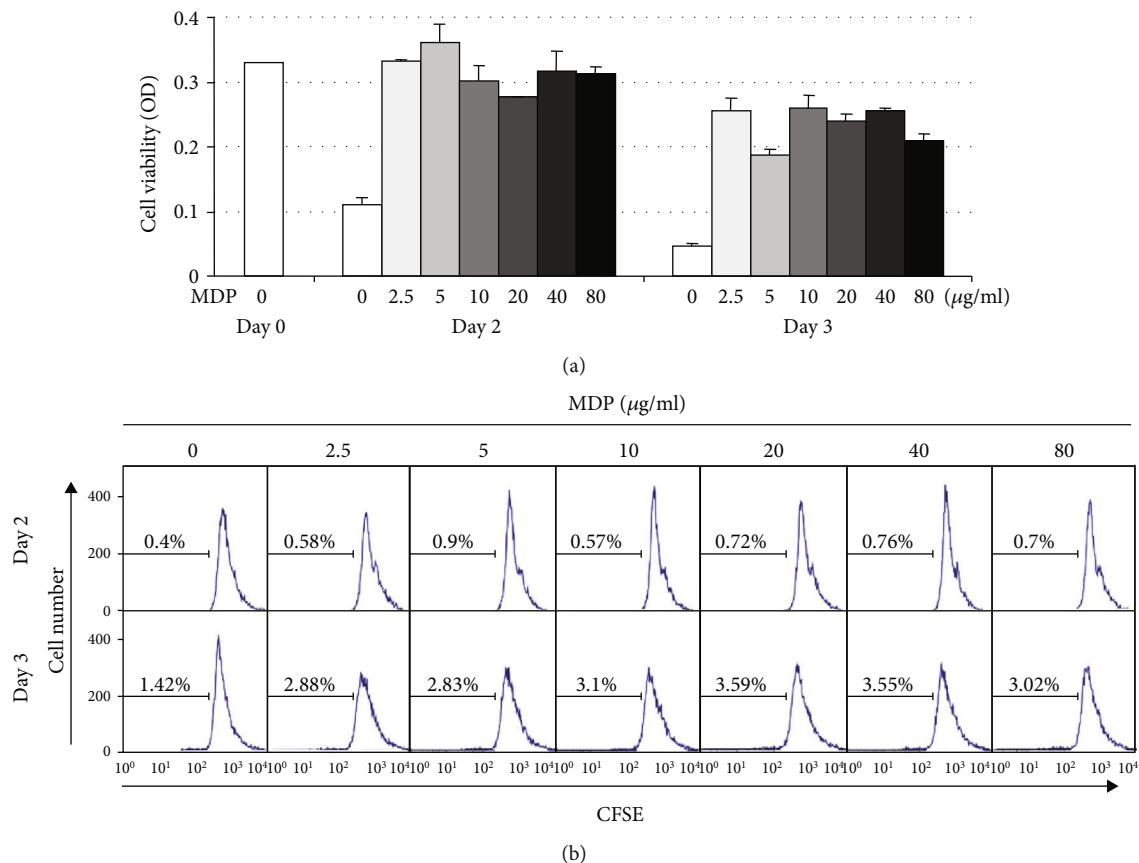 0.4
0.3
0.2
0.1
0
Cell viability (OD)
MDP 0 0 2.5 5 10 20 40 80 0 2.5 5 10 20 40 80 (μg/ml)
Day 0 Day 2 Day 3
(a)
MDP (μg/ml)
0 2.5 5 10 20 40 80
Day 2
400
200
0
0.4% 0.58% 0.9% 0.57% 0.72% 0.76% 0.7%
Cell number
Day 3
400
200
0
1.42% 2.88% 2.83% 3.1% 3.59% 3.55% 3.02%
10⁰ 10¹ 10² 10³ 10⁴ 10⁰ 10¹ 10² 10³ 10⁴ 10⁰ 10¹ 10² 10³ 10⁴ 10⁰ 10¹ 10² 10³ 10⁴ 10⁰ 10¹ 10² 10³ 10⁴ 10⁰ 10¹ 10² 10³ 10⁴ 10⁰ 10¹ 10² 10³ 10⁴
CFSE
(b)